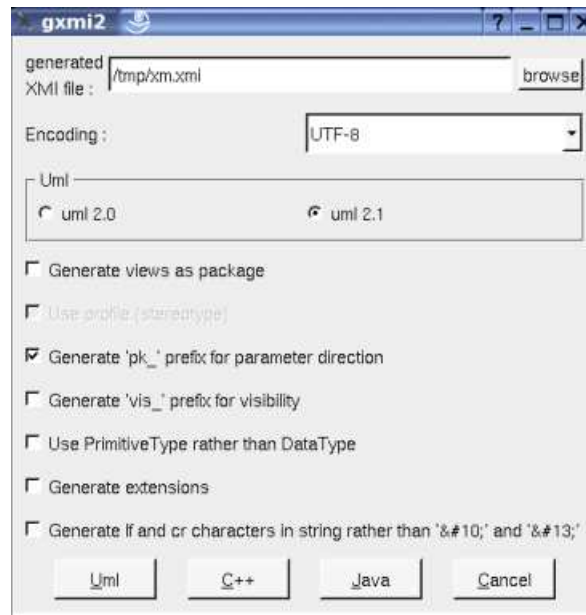 gxmi2
generated
XMI file :
/tmp/xm.xmi
browse
Encoding :
UTF-8
Uml
uml 2.0
uml 2.1
Generate views as package
Use profile (stereotype)
Generate 'pk_' prefix for parameter direction
Generate 'vis_' prefix for visibility
Use PrimitiveType rather than DataType
Generate extensions
Generate lf and cr characters in string rather than '&#10;' and '&#13;'
Uml
C++
Java
Cancel